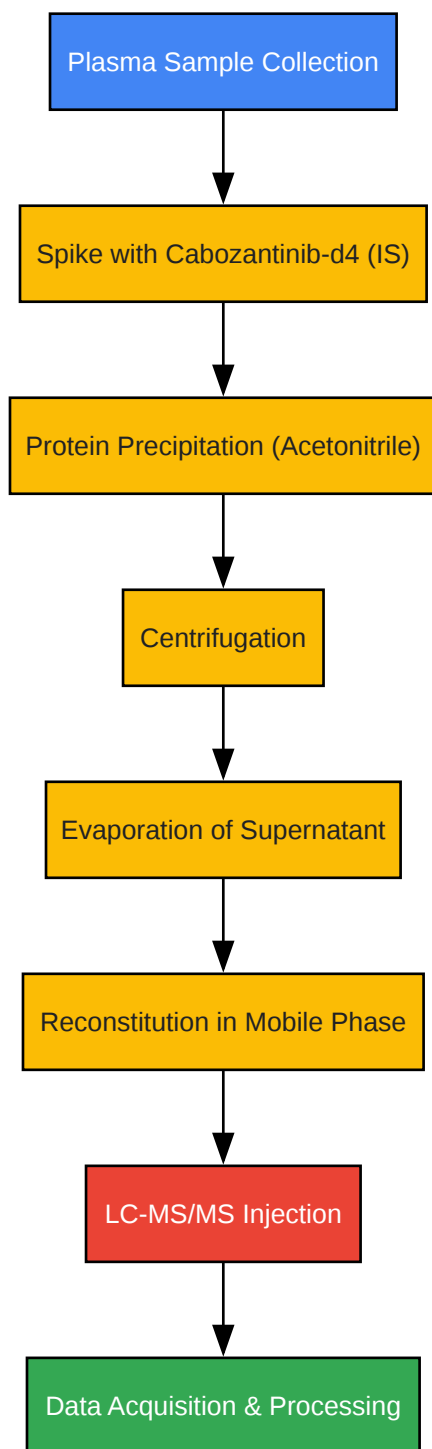 Plasma Sample Collection
Spike with Cabozantinib-d4 (IS)
Protein Precipitation (Acetonitrile)
Centrifugation
Evaporation of Supernatant
Reconstitution in Mobile Phase
LC-MS/MS Injection
Data Acquisition & Processing